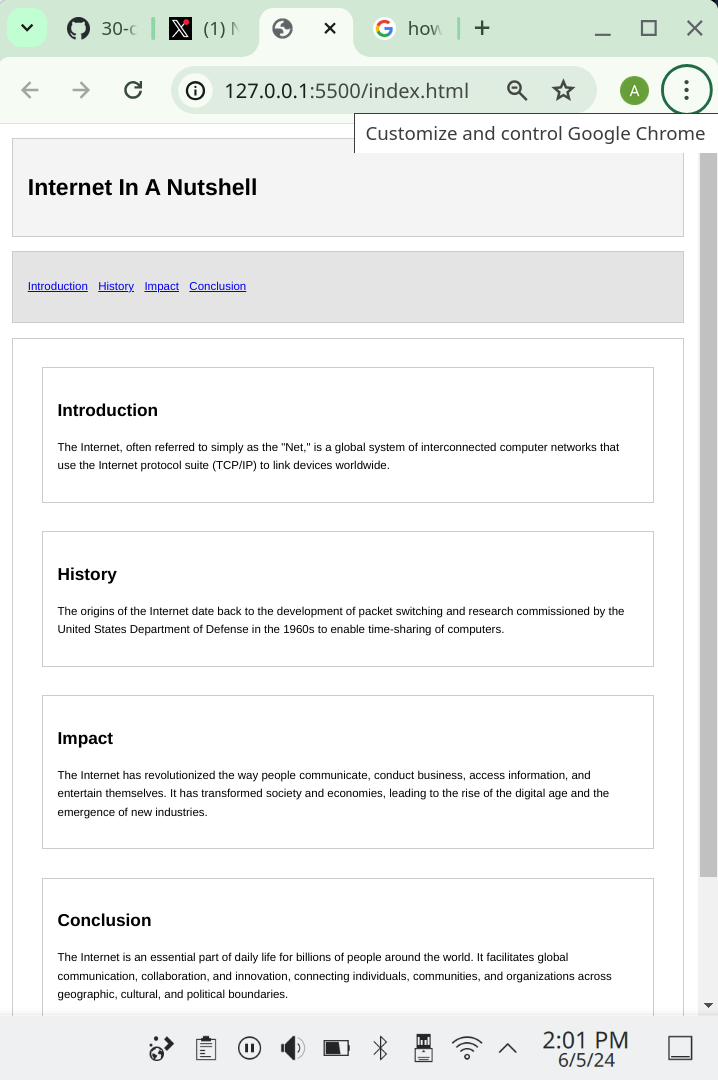 30-c
(1) N
how
127.0.0.1:5500/index.html
A
Customize and control Google Chrome
Internet In A Nutshell
Introduction History Impact Conclusion
Introduction
The Internet, often referred to simply as the "Net," is a global system of interconnected computer networks that
use the Internet protocol suite (TCP/IP) to link devices worldwide.
History
The origins of the Internet date back to the development of packet switching and research commissioned by the
United States Department of Defense in the 1960s to enable time-sharing of computers.
Impact
The Internet has revolutionized the way people communicate, conduct business, access information, and
entertain themselves. It has transformed society and economies, leading to the rise of the digital age and the
emergence of new industries.
Conclusion
The Internet is an essential part of daily life for billions of people around the world. It facilitates global
communication, collaboration, and innovation, connecting individuals, communities, and organizations across
geographic, cultural, and political boundaries.
2:01 PM
6/5/24